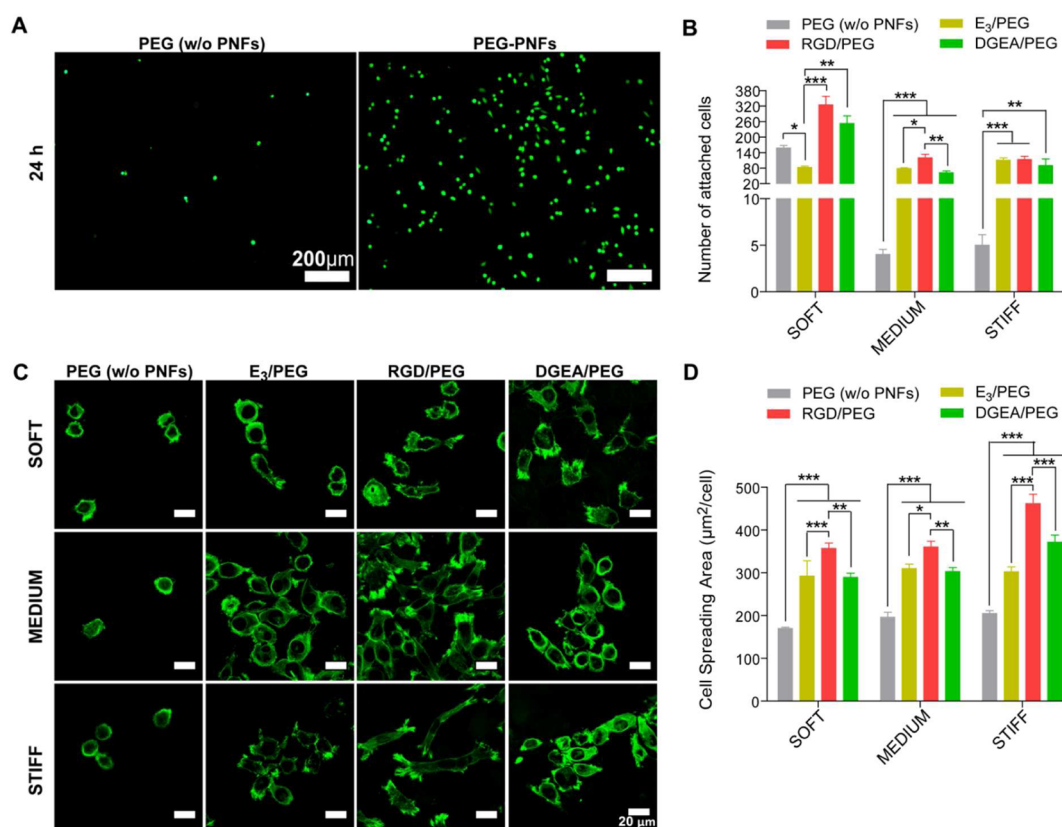 A
PEG (w/o PNFs)
PEG-PNFs
24 h
200µm
B
PEG (w/o PNFs)
E₃/PEG
RGD/PEG
DGEA/PEG
Number of attached cells
380
320
260
200
140
80
20
10
5
0
*
***
**
***
*
**
***
**
SOFT
MEDIUM
STIFF
C
PEG (w/o PNFs)
E₃/PEG
RGD/PEG
DGEA/PEG
SOFT
MEDIUM
STIFF
20 µm
D
PEG (w/o PNFs)
E₃/PEG
RGD/PEG
DGEA/PEG
Cell Spreading Area (µm²/cell)
500
400
300
200
100
0
***
***
**
***
*
**
***
***
***
SOFT
MEDIUM
STIFF